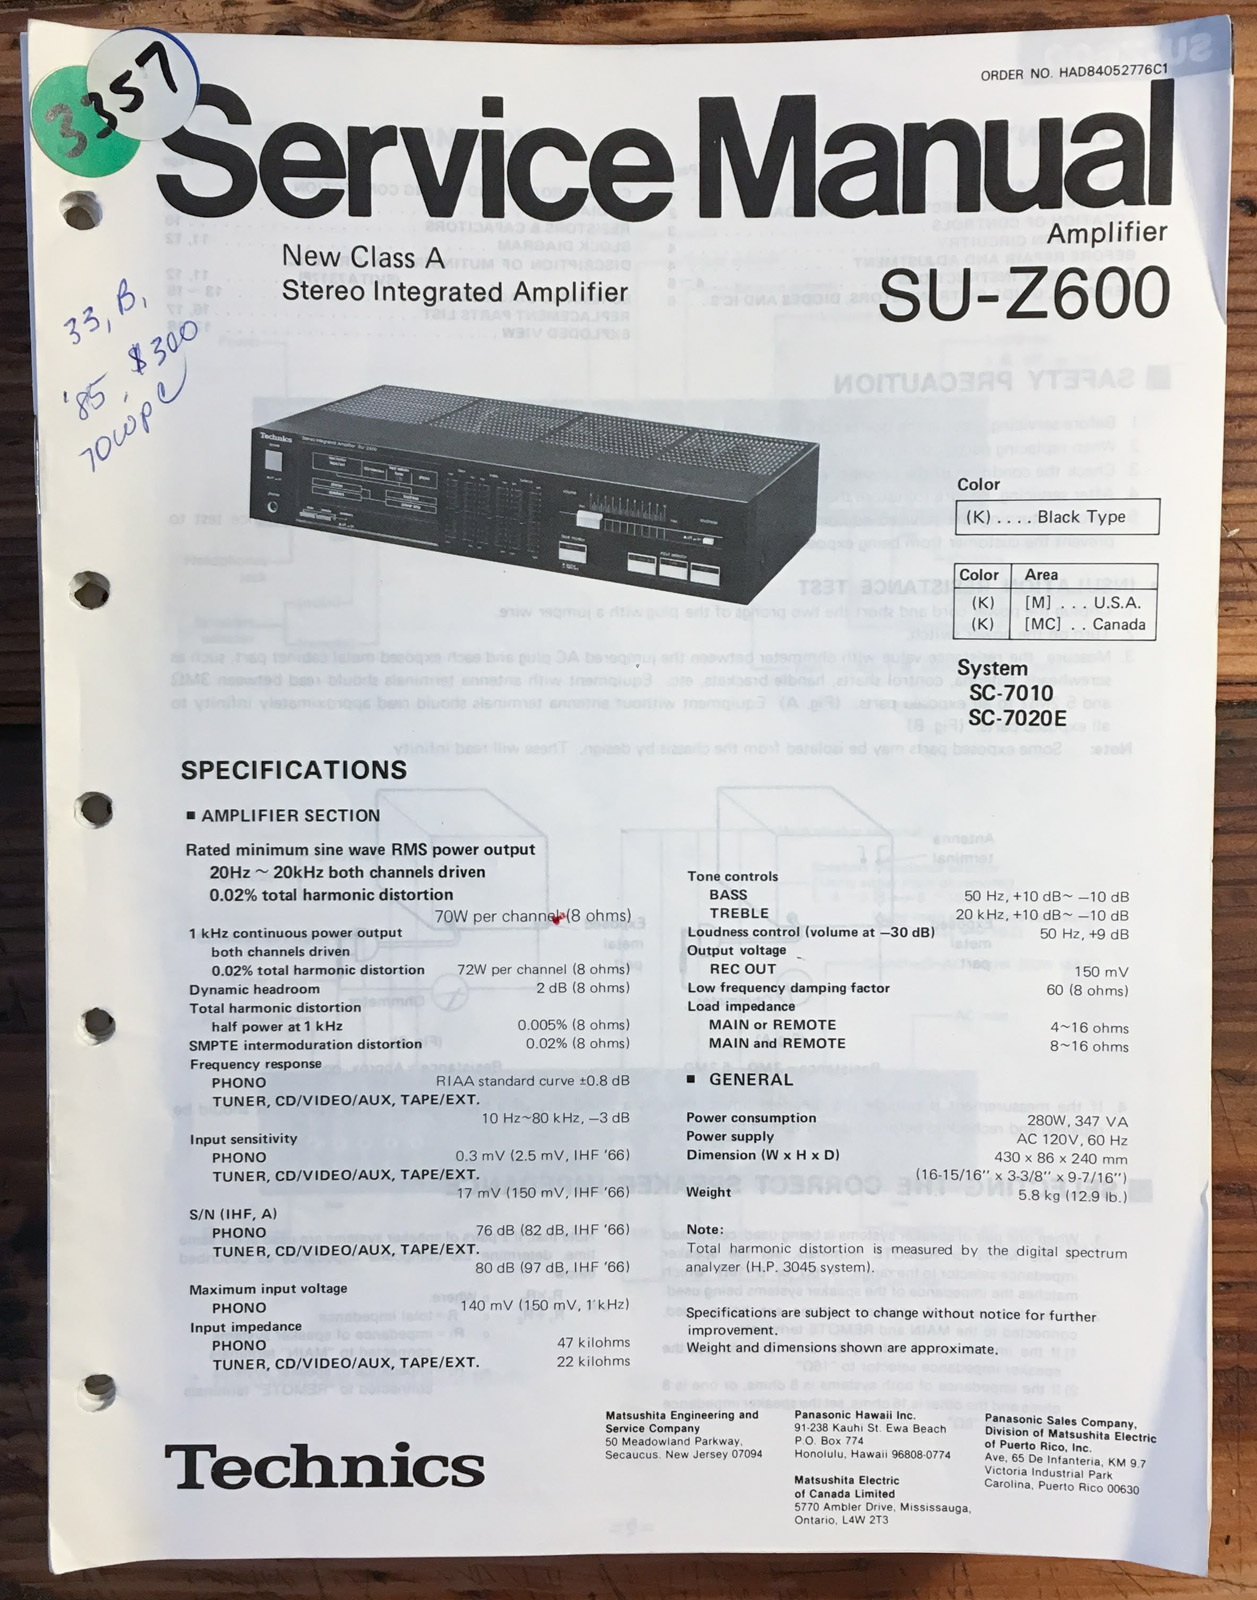 3357
ORDER NO. HAD84052776C1
Service Manual
Amplifier
SU-Z600
New Class A
Stereo Integrated Amplifier
33, B,
'85, $300
70wpc
Technics
Color
(K) .... Black Type
Color Area
(K) [M] ... U.S.A.
(K) [MC] .. Canada
System
SC-7010
SC-7020E
SPECIFICATIONS
■ AMPLIFIER SECTION
Rated minimum sine wave RMS power output
20Hz ~ 20kHz both channels driven
0.02% total harmonic distortion
70W per channel (8 ohms)
1 kHz continuous power output
both channels driven
0.02% total harmonic distortion 72W per channel (8 ohms)
Dynamic headroom 2 dB (8 ohms)
Total harmonic distortion
half power at 1 kHz 0.005% (8 ohms)
SMPTE intermoduration distortion 0.02% (8 ohms)
Frequency response
PHONO RIAA standard curve ±0.8 dB
TUNER, CD/VIDEO/AUX, TAPE/EXT.
10 Hz~80 kHz, −3 dB
Input sensitivity
PHONO 0.3 mV (2.5 mV, IHF '66)
TUNER, CD/VIDEO/AUX, TAPE/EXT.
17 mV (150 mV, IHF '66)
S/N (IHF, A)
PHONO 76 dB (82 dB, IHF '66)
TUNER, CD/VIDEO/AUX, TAPE/EXT.
80 dB (97 dB, IHF '66)
Maximum input voltage
PHONO 140 mV (150 mV, 1 kHz)
Input impedance
PHONO 47 kilohms
TUNER, CD/VIDEO/AUX, TAPE/EXT. 22 kilohms
Tone controls
BASS 50 Hz, +10 dB~ −10 dB
TREBLE 20 kHz, +10 dB~ −10 dB
Loudness control (volume at −30 dB) 50 Hz, +9 dB
Output voltage
REC OUT 150 mV
Low frequency damping factor 60 (8 ohms)
Load impedance
MAIN or REMOTE 4~16 ohms
MAIN and REMOTE 8~16 ohms
■ GENERAL
Power consumption 280W, 347 VA
Power supply AC 120V, 60 Hz
Dimension (W x H x D) 430 x 86 x 240 mm
(16-15/16" x 3-3/8" x 9-7/16")
Weight 5.8 kg (12.9 lb.)
Note:
Total harmonic distortion is measured by the digital spectrum
analyzer (H.P. 3045 system).
Specifications are subject to change without notice for further
improvement.
Weight and dimensions shown are approximate.
Technics
Matsushita Engineering and
Service Company
50 Meadowland Parkway,
Secaucus. New Jersey 07094
Panasonic Hawaii Inc.
91-238 Kauhi St. Ewa Beach
P.O. Box 774
Honolulu, Hawaii 96808-0774
Matsushita Electric
of Canada Limited
5770 Ambler Drive, Mississauga,
Ontario, L4W 2T3
Panasonic Sales Company,
Division of Matsushita Electric
of Puerto Rico, Inc.
Ave, 65 De Infanteria, KM 9.7
Victoria Industrial Park
Carolina, Puerto Rico 00630